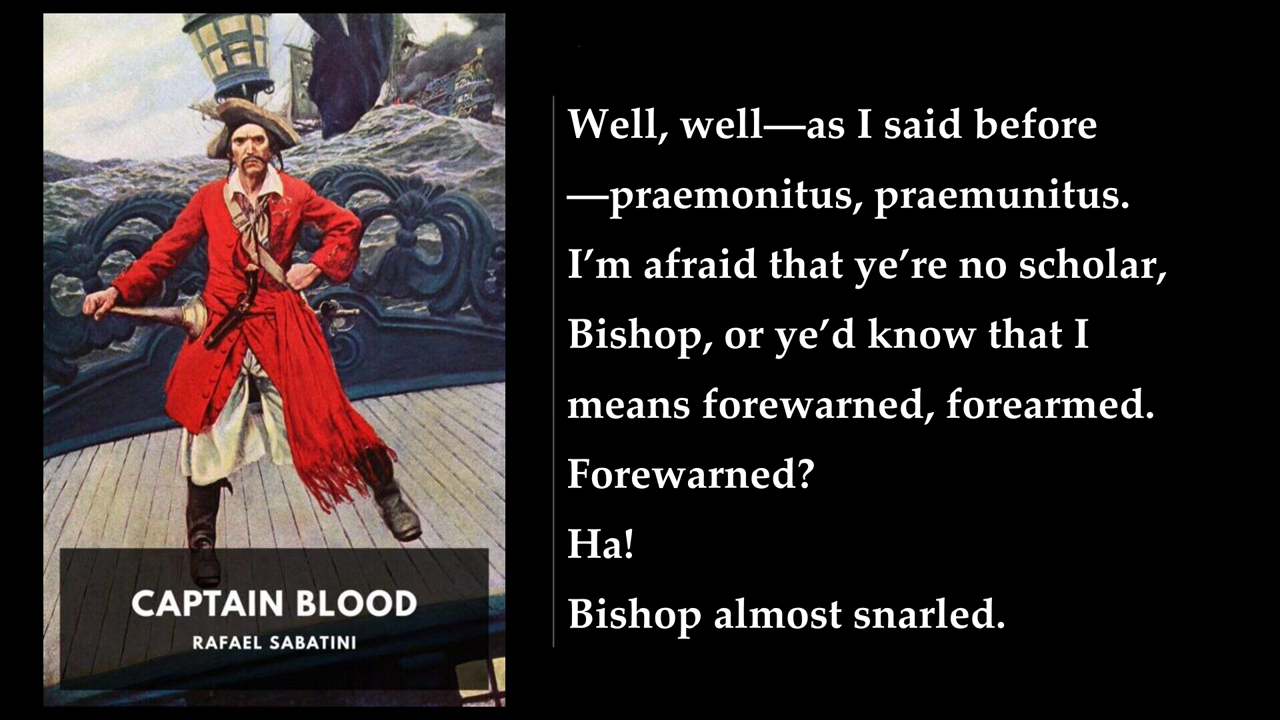 CAPTAIN BLOOD
RAFAEL SABATINI
Well, well—as I said before
—praemonitus, praemunitus.
I’m afraid that ye’re no scholar,
Bishop, or ye’d know that I
means forewarned, forearmed.
Forewarned?
Ha!
Bishop almost snarled.